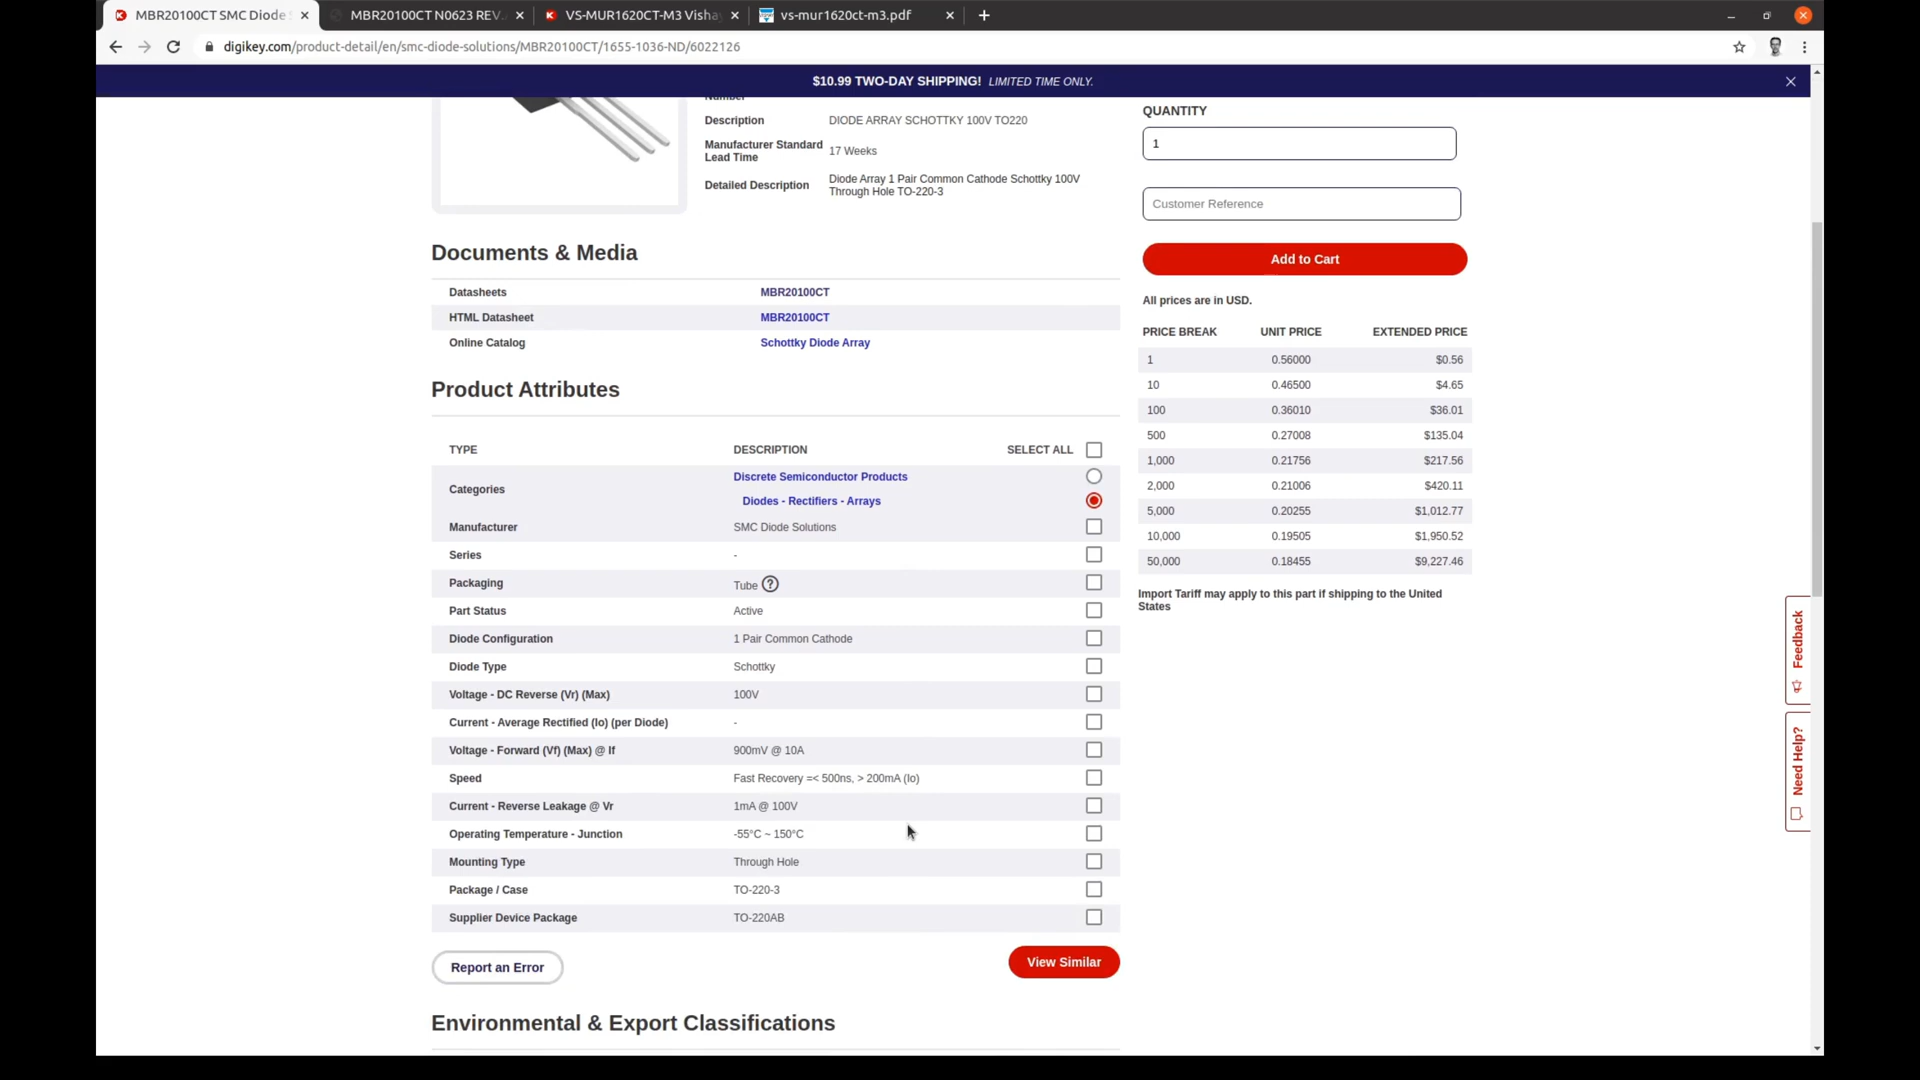 MBR20100CT SMC Diode
MBR20100CT N0623 REV.
VS-MUR1620CT-M3 Visha
vs-mur1620ct-m3.pdf
digikey.com/product-detail/en/smc-diode-solutions/MBR20100CT/1655-1036-ND/6022126
$10.99 TWO-DAY SHIPPING! LIMITED TIME ONLY.
Number
Description DIODE ARRAY SCHOTTKY 100V TO220
Manufacturer Standard
Lead Time
17 Weeks
Detailed Description
Diode Array 1 Pair Common Cathode Schottky 100V
Through Hole TO-220-3
QUANTITY
1
Customer Reference
Add to Cart
Documents & Media
Datasheets MBR20100CT
HTML Datasheet MBR20100CT
Online Catalog Schottky Diode Array
All prices are in USD.
PRICE BREAK UNIT PRICE EXTENDED PRICE
1 0.56000 $0.56
10 0.46500 $4.65
100 0.36010 $36.01
500 0.27008 $135.04
1,000 0.21756 $217.56
2,000 0.21006 $420.11
5,000 0.20255 $1,012.77
10,000 0.19505 $1,950.52
50,000 0.18455 $9,227.46
Import Tariff may apply to this part if shipping to the United
States
Product Attributes
TYPE DESCRIPTION SELECT ALL
Categories
Discrete Semiconductor Products
Diodes - Rectifiers - Arrays
Manufacturer SMC Diode Solutions
Series -
Packaging Tube ?
Part Status Active
Diode Configuration 1 Pair Common Cathode
Diode Type Schottky
Voltage - DC Reverse (Vr) (Max) 100V
Current - Average Rectified (Io) (per Diode) -
Voltage - Forward (Vf) (Max) @ If 900mV @ 10A
Speed Fast Recovery =< 500ns, > 200mA (Io)
Current - Reverse Leakage @ Vr 1mA @ 100V
Operating Temperature - Junction -55°C ~ 150°C
Mounting Type Through Hole
Package / Case TO-220-3
Supplier Device Package TO-220AB
Report an Error
View Similar
Environmental & Export Classifications
Feedback
Need Help?